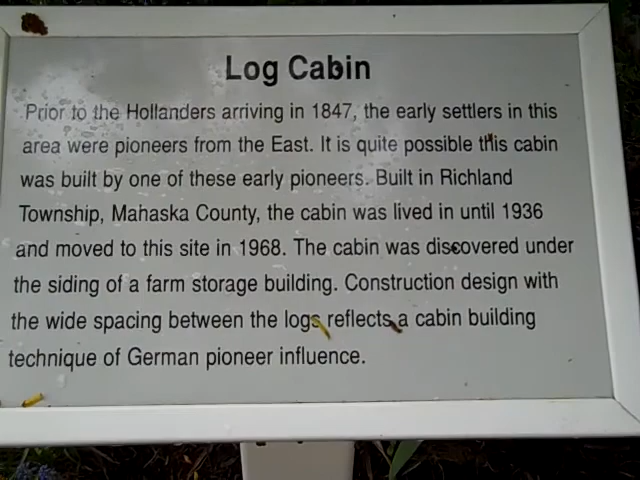 Log Cabin
Prior to the Hollanders arriving in 1847, the early settlers in this
area were pioneers from the East. It is quite possible this cabin
was built by one of these early pioneers. Built in Richland
Township, Mahaska County, the cabin was lived in until 1936
and moved to this site in 1968. The cabin was discovered under
the siding of a farm storage building. Construction design with
the wide spacing between the logs reflects a cabin building
technique of German pioneer influence.